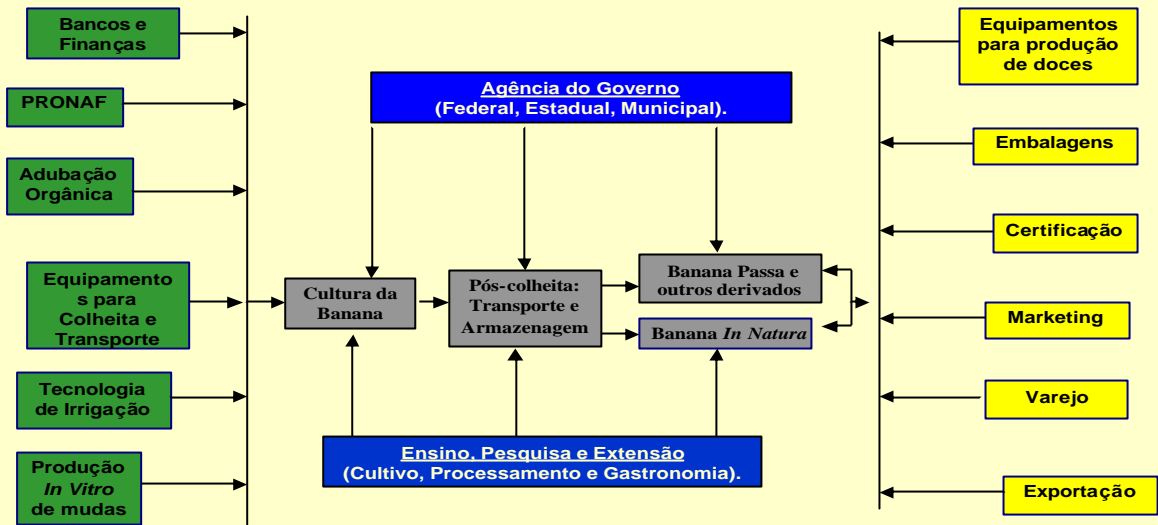 Bancos e
Finanças
PRONAF
Adubação
Orgânica
Equipamento
s para
Colheita e
Transporte
Tecnologia
de Irrigação
Produção
In Vitro
de mudas
Agência do Governo
(Federal, Estadual, Municipal).
Cultura da
Banana
Pós-colheita:
Transporte e
Armazenagem
Banana Passa e
outros derivados
Banana In Natura
Ensino, Pesquisa e Extensão
(Cultivo, Processamento e Gastronomia).
Equipamentos
para produção
de doces
Embalagens
Certificação
Marketing
Varejo
Exportação